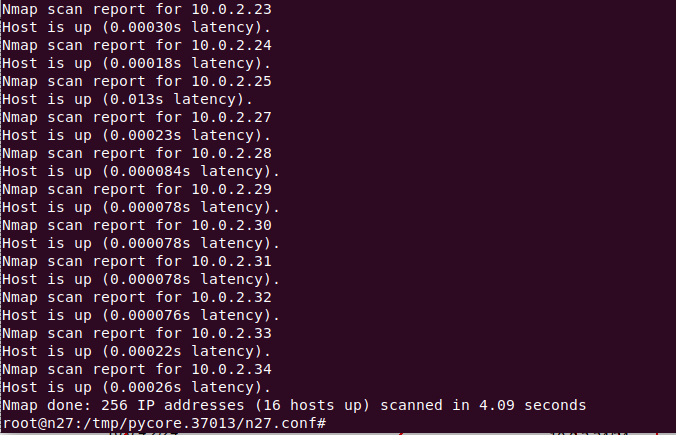 Nmap scan report for 10.0.2.23
Host is up (0.00030s latency).
Nmap scan report for 10.0.2.24
Host is up (0.00018s latency).
Nmap scan report for 10.0.2.25
Host is up (0.013s latency).
Nmap scan report for 10.0.2.27
Host is up (0.00023s latency).
Nmap scan report for 10.0.2.28
Host is up (0.000084s latency).
Nmap scan report for 10.0.2.29
Host is up (0.000078s latency).
Nmap scan report for 10.0.2.30
Host is up (0.000078s latency).
Nmap scan report for 10.0.2.31
Host is up (0.000078s latency).
Nmap scan report for 10.0.2.32
Host is up (0.000076s latency).
Nmap scan report for 10.0.2.33
Host is up (0.00022s latency).
Nmap scan report for 10.0.2.34
Host is up (0.00026s latency).
Nmap done: 256 IP addresses (16 hosts up) scanned in 4.09 seconds
root@n27:/tmp/pycore.37013/n27.conf#